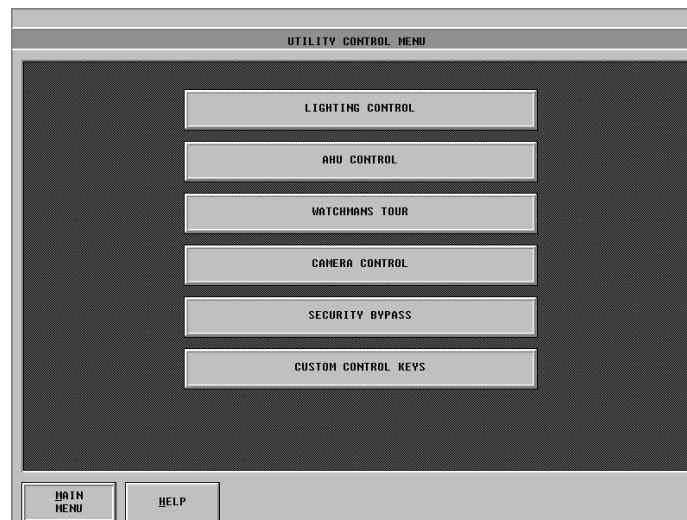 UTILITY CONTROL MENU
LIGHTING CONTROL
AHU CONTROL
WATCHMANS TOUR
CAMERA CONTROL
SECURITY BYPASS
CUSTOM CONTROL KEYS
MAIN
MENU
HELP